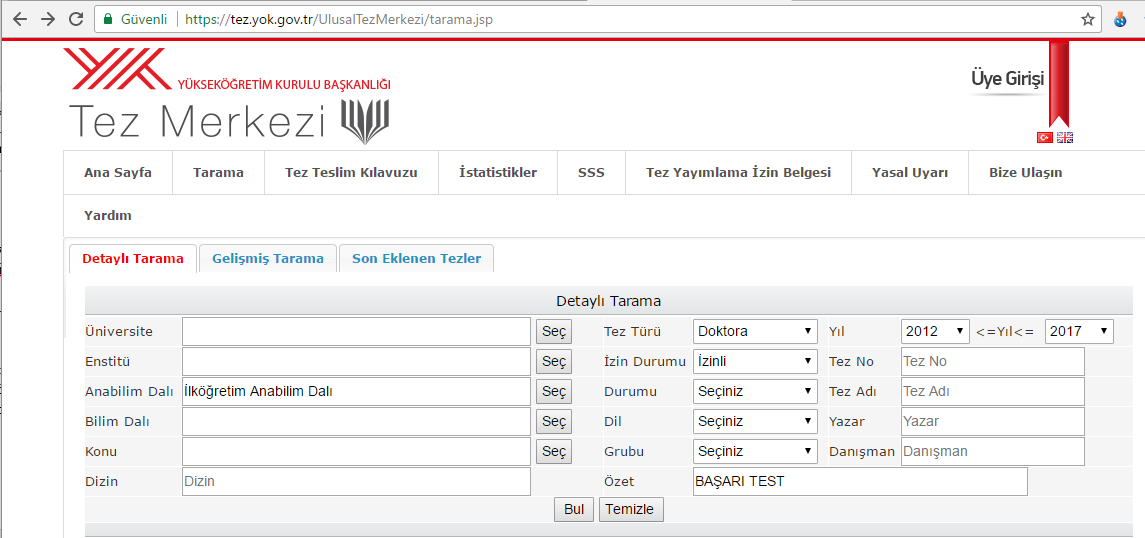 Güvenli https://tez.yok.gov.tr/UlusalTezMerkezi/tarama.jsp
YÜKSEKÖĞRETİM KURULU BAŞKANLIĞI
Tez Merkezi
Üye Girişi
Ana Sayfa Tarama Tez Teslim Kılavuzu İstatistikler SSS Tez Yayımlama İzin Belgesi Yasal Uyarı Bize Ulaşın
Yardım
Detaylı Tarama Gelişmiş Tarama Son Eklenen Tezler
Detaylı Tarama
Üniversite Seç Tez Türü Doktora Yıl 2012 <=Yıl<= 2017
Enstitü Seç İzin Durumu İzinli Tez No Tez No
Anabilim Dalı İlköğretim Anabilim Dalı Seç Durumu Seçiniz Tez Adı Tez Adı
Bilim Dalı Seç Dil Seçiniz Yazar Yazar
Konu Seç Grubu Seçiniz Danışman Danışman
Dizin Dizin Özet BAŞARI TEST
Bul Temizle